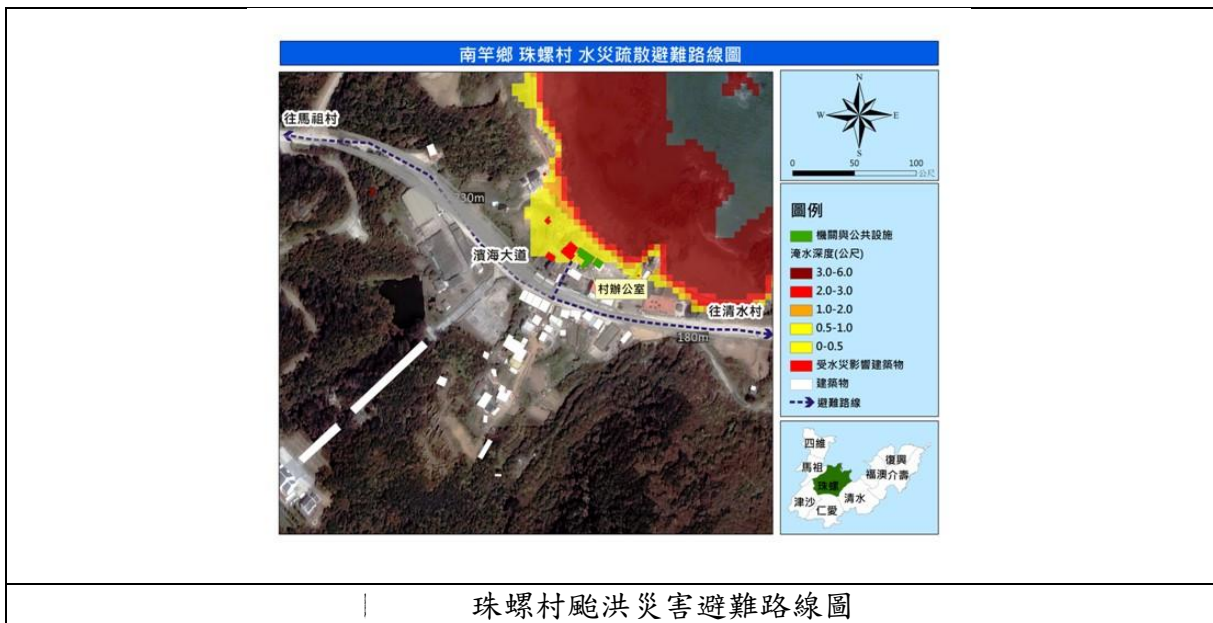 南竿鄉 珠螺村 水災疏散避難路線圖
往馬祖村
330m
濱海大道
村辦公室
往清水村
180m
N
W
E
S
0 50 100
公尺
圖例
機關與公共設施
淹水深度(公尺)
3.0-6.0
2.0-3.0
1.0-2.0
0.5-1.0
0-0.5
受水災影響建築物
建築物
避難路線
四維
馬祖
珠螺
津沙
仁愛
清水
福澳
介壽
復興
珠螺村颱洪災害避難路線圖